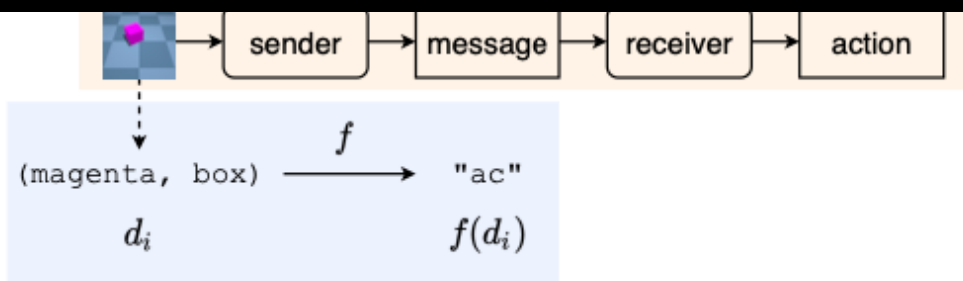 sender message receiver action
f
(magenta, box) "ac"
dᵢ f(dᵢ)